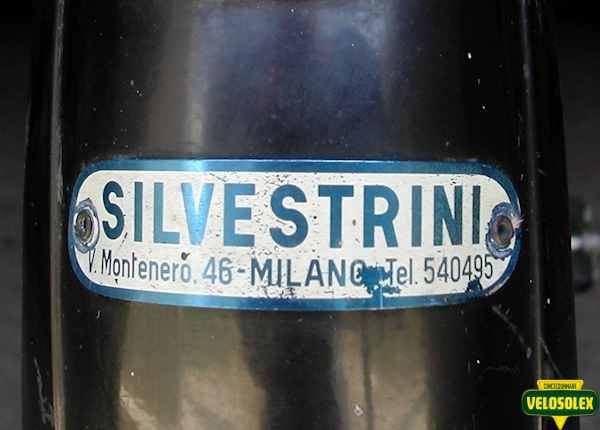 SILVESTRINI
V. Montenero. 46 - MILANO - Tel. 540495
CONCESSIONNAIRE
VELOSOLEX